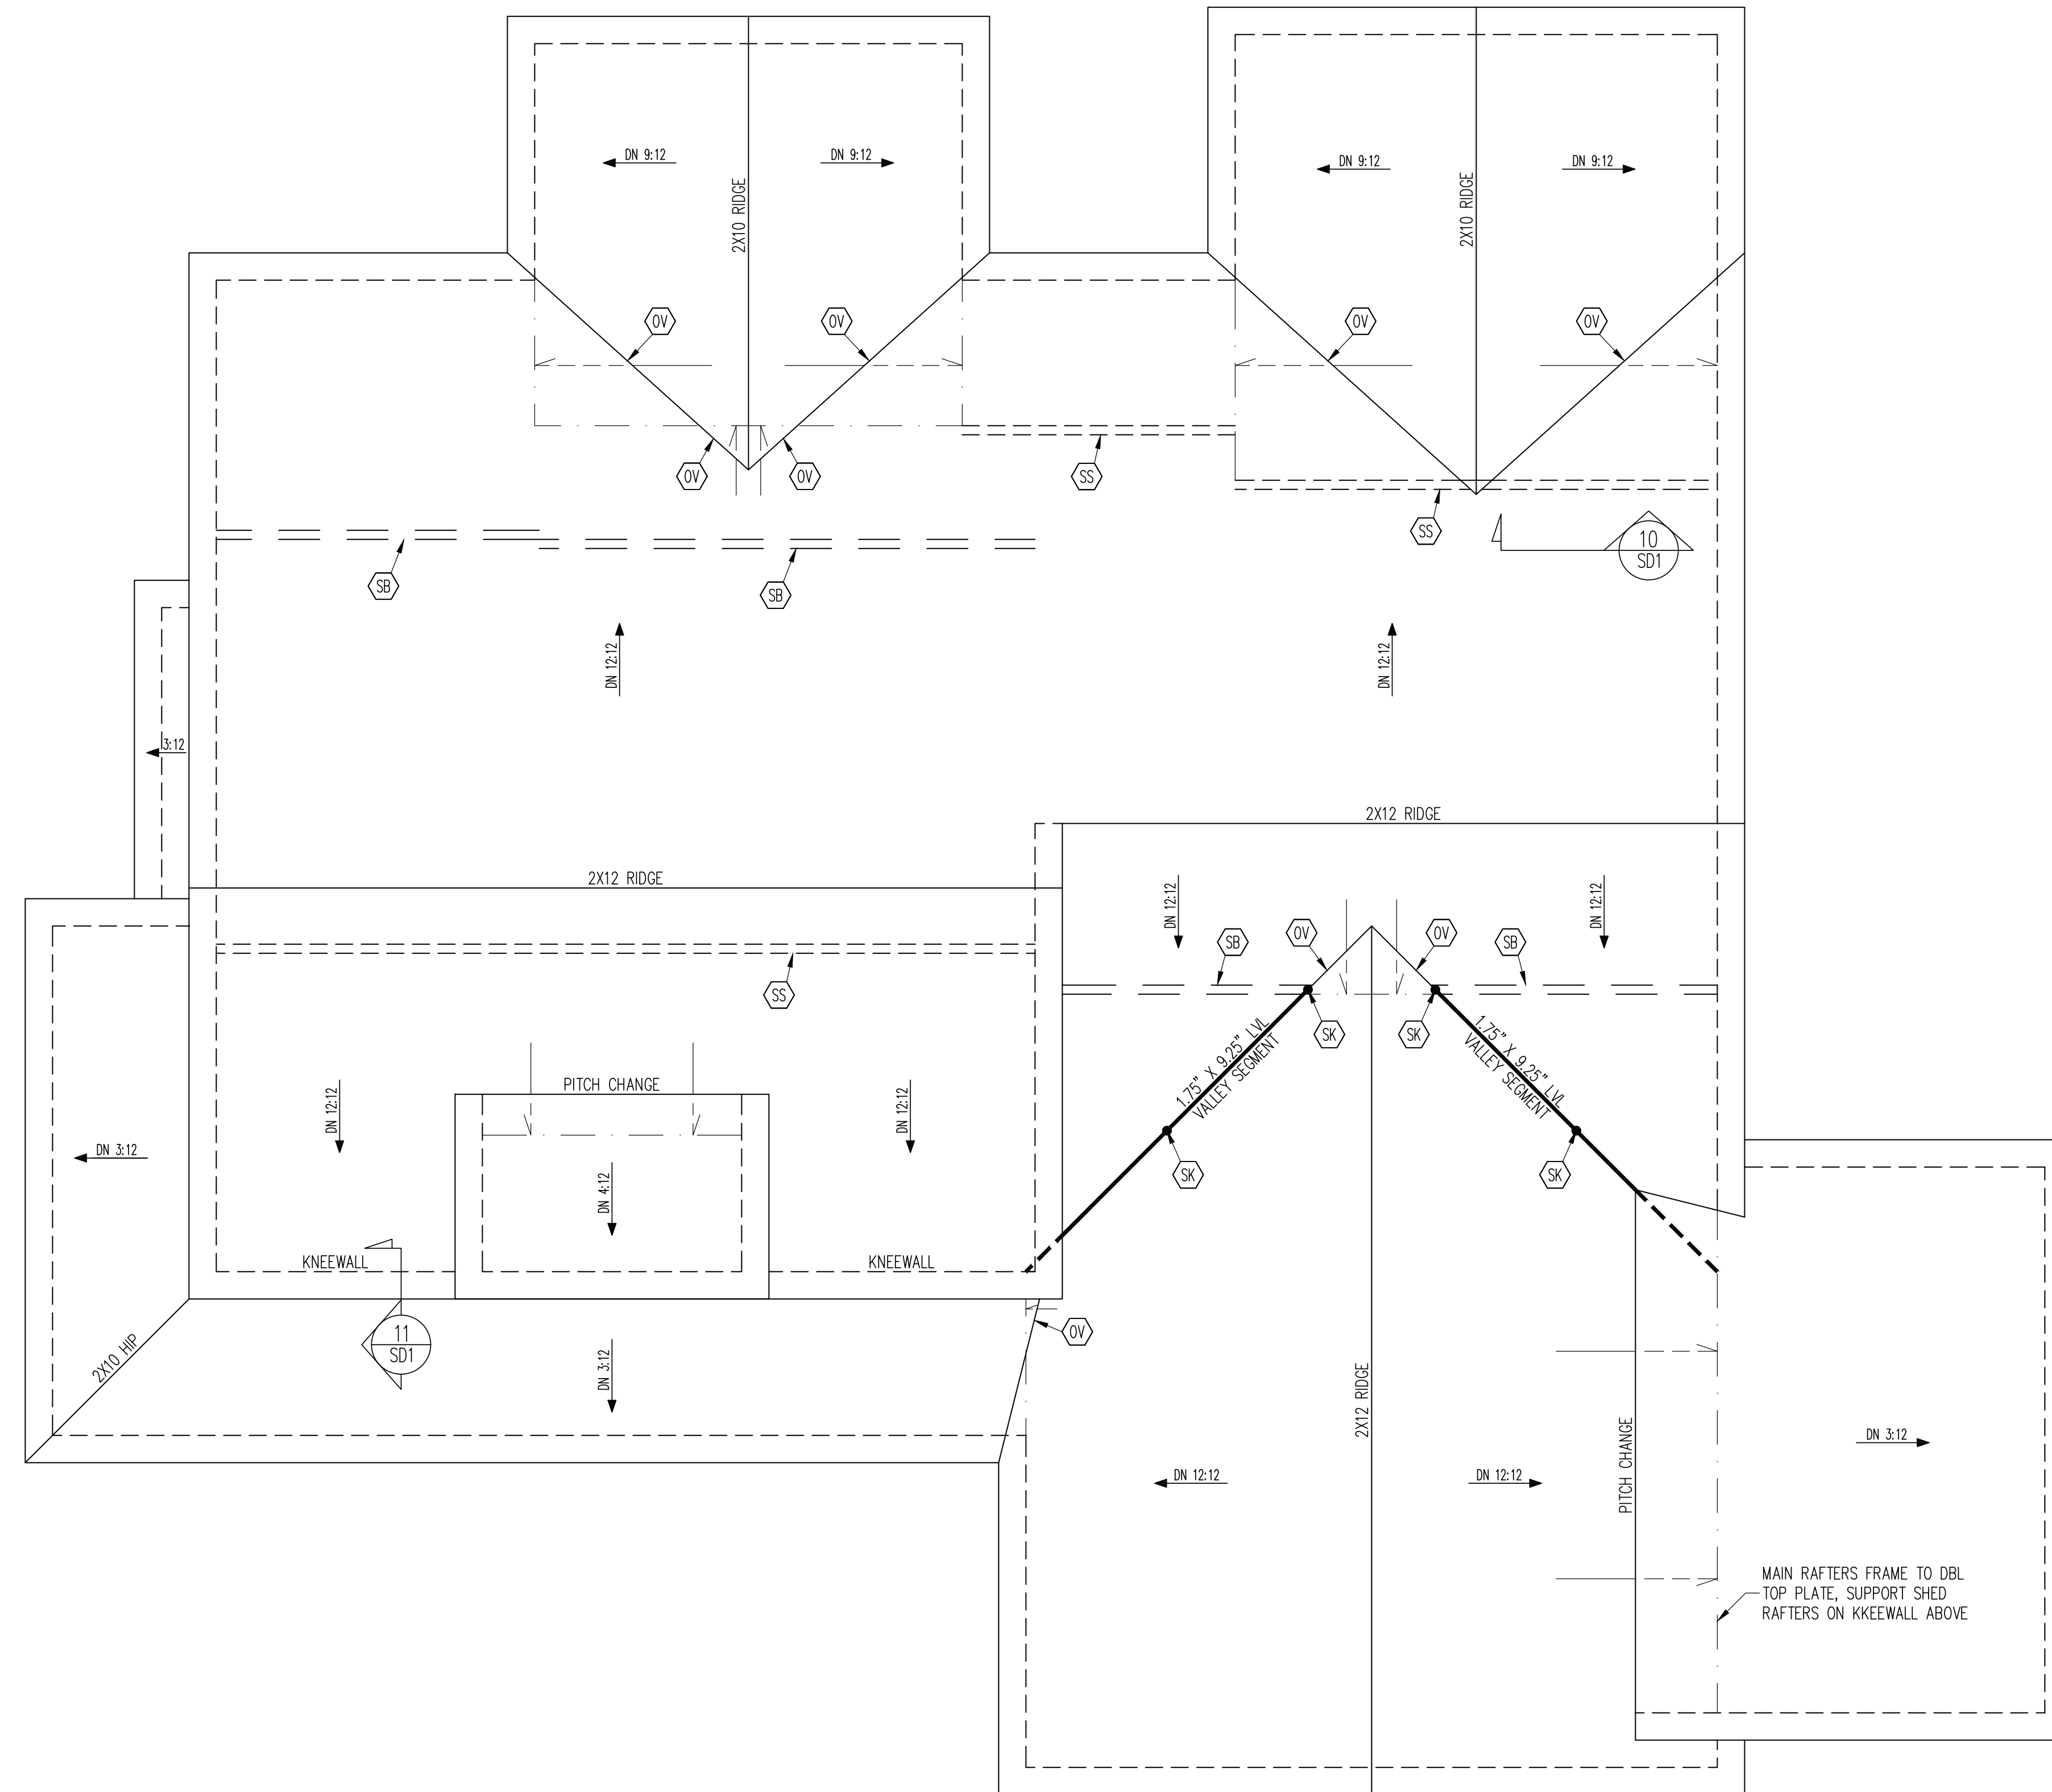 DN 9:12
DN 9:12
2X10 RIDGE
DN 9:12
DN 9:12
2X10 RIDGE
OV
OV
OV
OV
OV
OV
SS
SS
10
SD1
SB
SB
DN 12:12
DN 12:12
3:12
2X12 RIDGE
2X12 RIDGE
DN 12:12
DN 12:12
SB
OV
OV
SB
SS
SK
SK
1.75" X 9.25" LVL
VALLEY SEGMENT
1.75" X 9.25" LVL
VALLEY SEGMENT
PITCH CHANGE
DN 12:12
DN 12:12
DN 3:12
SK
SK
DN 4:12
KNEEWALL
KNEEWALL
11
SD1
OV
2X10 HIP
DN 3:12
2X12 RIDGE
PITCH CHANGE
DN 3:12
DN 12:12
DN 12:12
MAIN RAFTERS FRAME TO DBL
TOP PLATE, SUPPORT SHED
RAFTERS ON KKEEWALL ABOVE